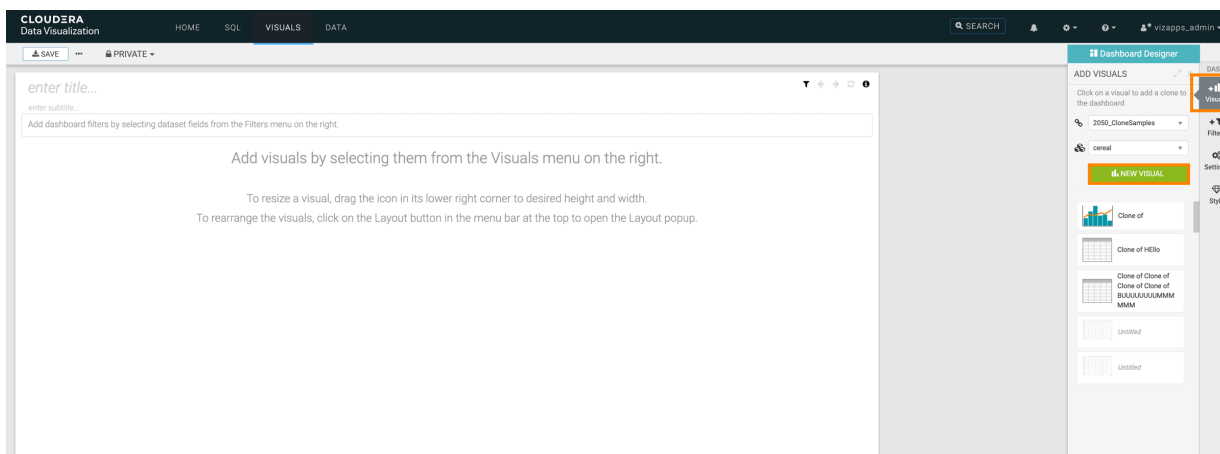 CLOUDERA
Data Visualization
HOME SQL VISUALS DATA
SEARCH
vizapps_admin
SAVE
PRIVATE
Dashboard Designer
enter title...
enter subtitle...
Add dashboard filters by selecting dataset fields from the Filters menu on the right.
Add visuals by selecting them from the Visuals menu on the right.
To resize a visual, drag the icon in its lower right corner to desired height and width.
To rearrange the visuals, click on the Layout button in the menu bar at the top to open the Layout popup.
ADD VISUALS
Click on a visual to add a clone to
the dashboard
2050_CloneSamples
cereal
NEW VISUAL
Clone of
Clone of HEllo
Clone of Clone of
Clone of Clone of
BUUUUUUUMMM
MMM
Untitled
Untitled
DAS
Visua
Filte
Settin
Styl